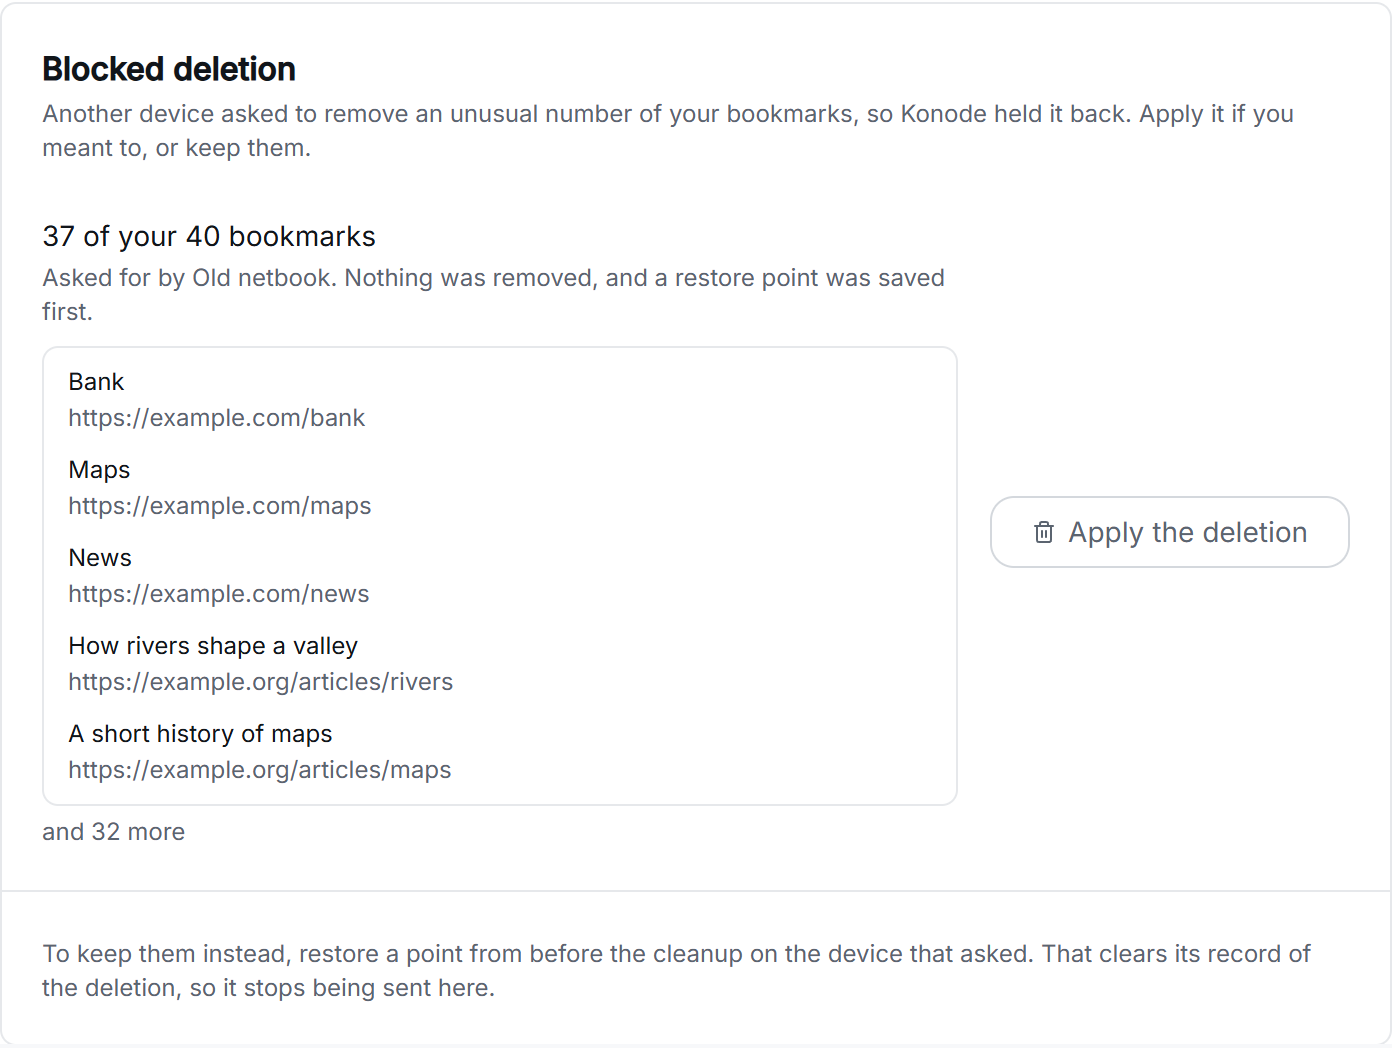 Blocked deletion
Another device asked to remove an unusual number of your bookmarks, so Konode held it back. Apply it if you
meant to, or keep them.
37 of your 40 bookmarks
Asked for by Old netbook. Nothing was removed, and a restore point was saved
first.
Bank
https://example.com/bank
Maps
https://example.com/maps
News
https://example.com/news
How rivers shape a valley
https://example.org/articles/rivers
A short history of maps
https://example.org/articles/maps
and 32 more
Apply the deletion
To keep them instead, restore a point from before the cleanup on the device that asked. That clears its record of
the deletion, so it stops being sent here.